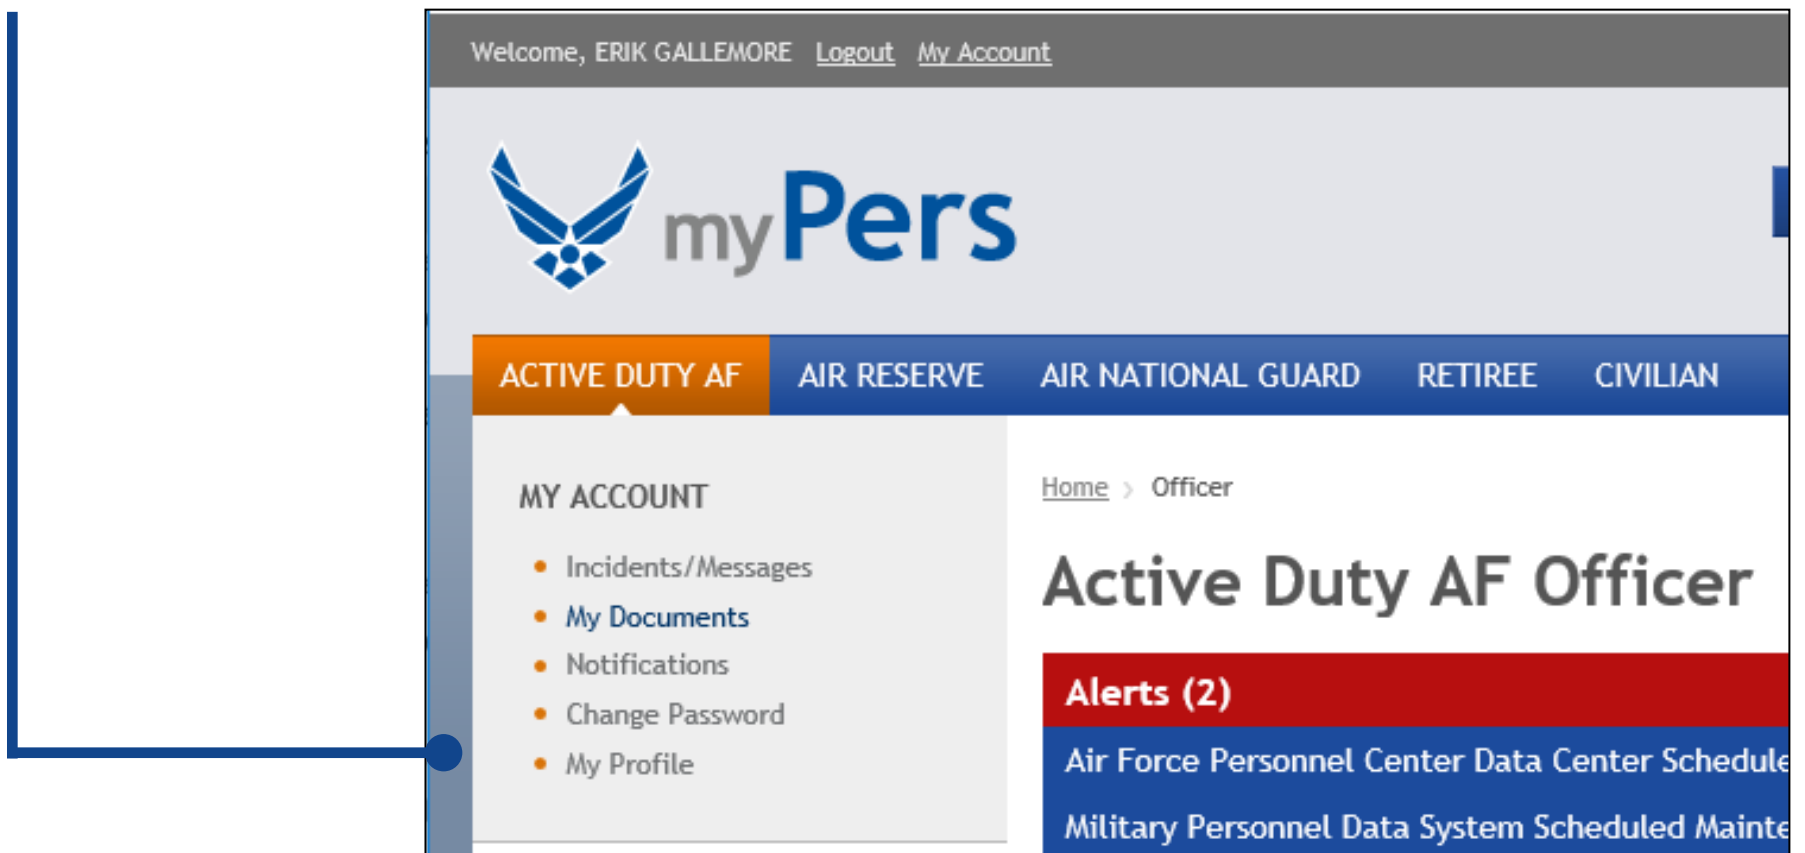 Welcome, ERIK GALLEMORE Logout My Account
myPers
ACTIVE DUTY AF AIR RESERVE AIR NATIONAL GUARD RETIREE CIVILIAN
MY ACCOUNT
Incidents/Messages
My Documents
Notifications
Change Password
My Profile
Home › Officer
Active Duty AF Officer
Alerts (2)
Air Force Personnel Center Data Center Schedule
Military Personnel Data System Scheduled Mainte